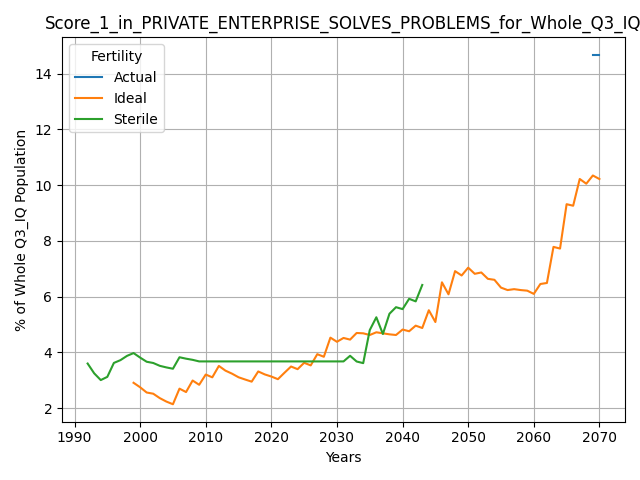 Score_1_in_PRIVATE_ENTERPRISE_SOLVES_PROBLEMS_for_Whole_Q3_IQ
Fertility
Actual
Ideal
Sterile
% of Whole Q3_IQ Population
14
12
10
8
6
4
2
1990 2000 2010 2020 2030 2040 2050 2060 2070
Years